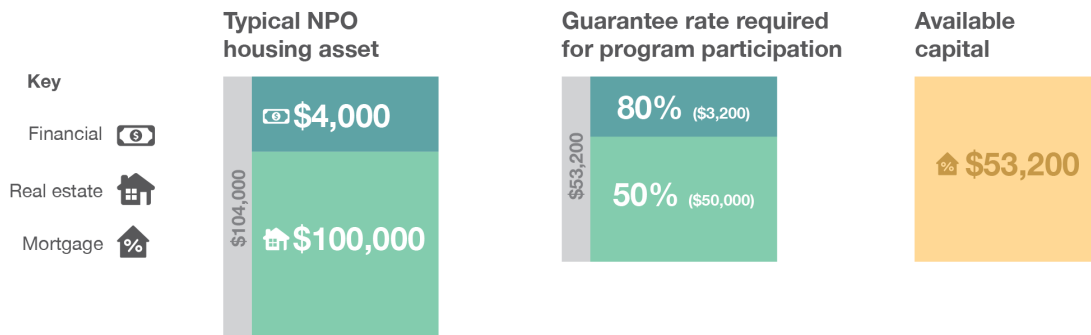 Typical NPO
housing asset
Guarantee rate required
for program participation
Available
capital
Key
Financial
Real estate
Mortgage
%
$104,000
$4,000
$100,000
$53,200
80% ($3,200)
50% ($50,000)
% $53,200